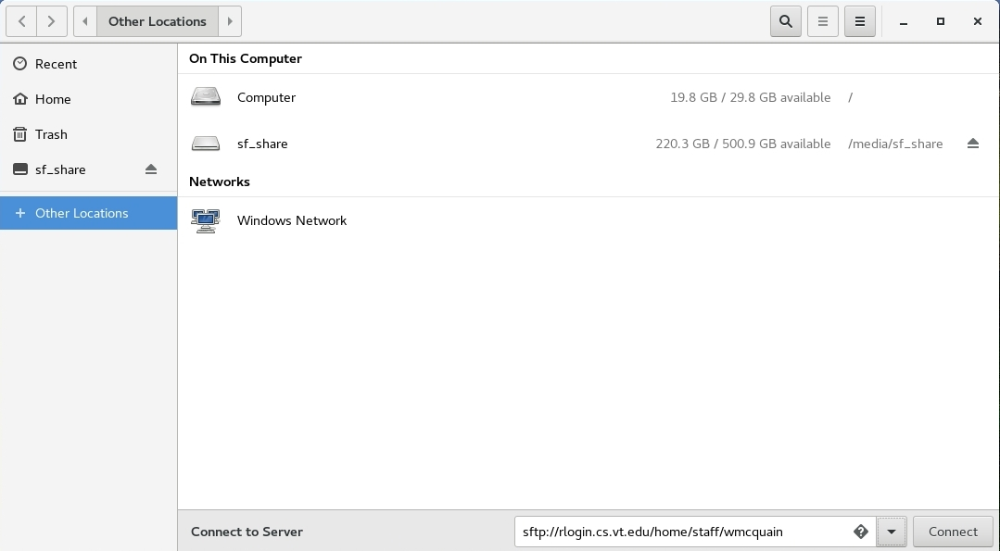 Other Locations
Recent
Home
Trash
sf_share
Other Locations
On This Computer
Computer 19.8 GB / 29.8 GB available /
sf_share 220.3 GB / 500.9 GB available /media/sf_share
Networks
Windows Network
Connect to Server sftp://rlogin.cs.vt.edu/home/staff/wmcquain Connect